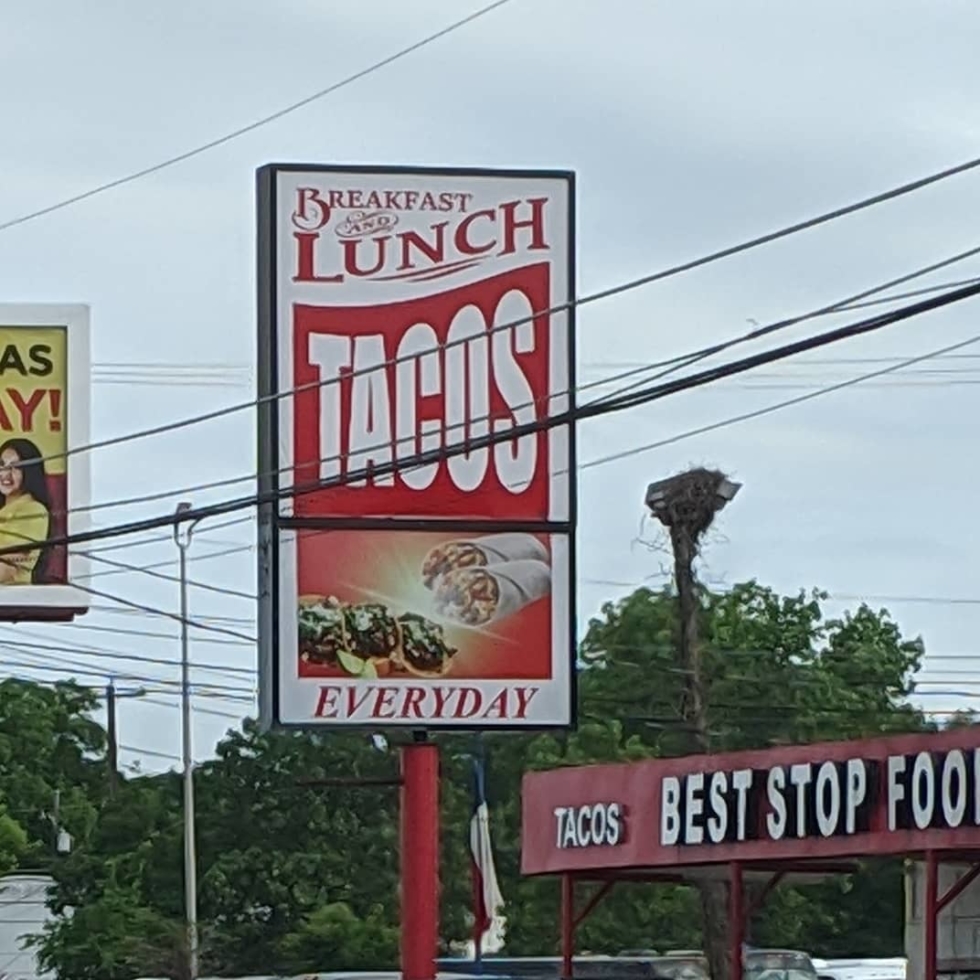 AS
AY!
BREAKFAST
AND
LUNCH
TACOS
EVERYDAY
TACOS BEST STOP FOO